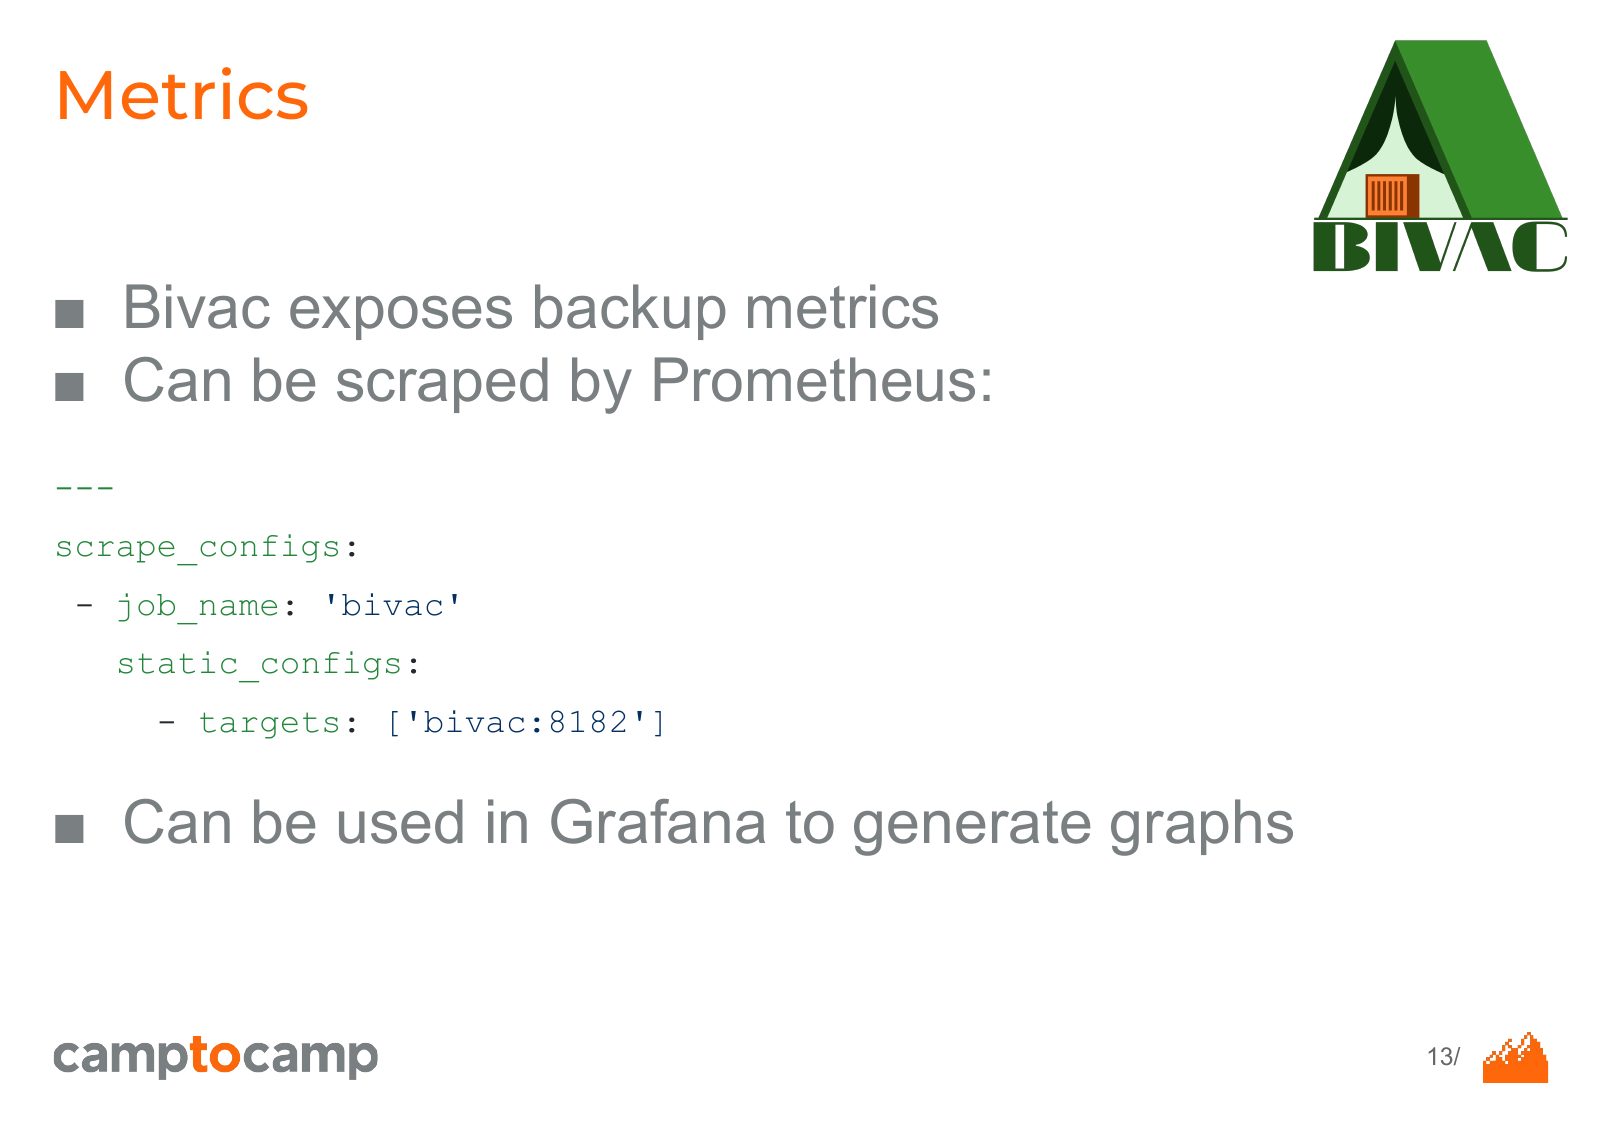 Metrics
BIVAC
■ Bivac exposes backup metrics
■ Can be scraped by Prometheus:
---
scrape_configs:
 - job_name: 'bivac'
   static_configs:
     - targets: ['bivac:8182']
■ Can be used in Grafana to generate graphs
camptocamp
13/